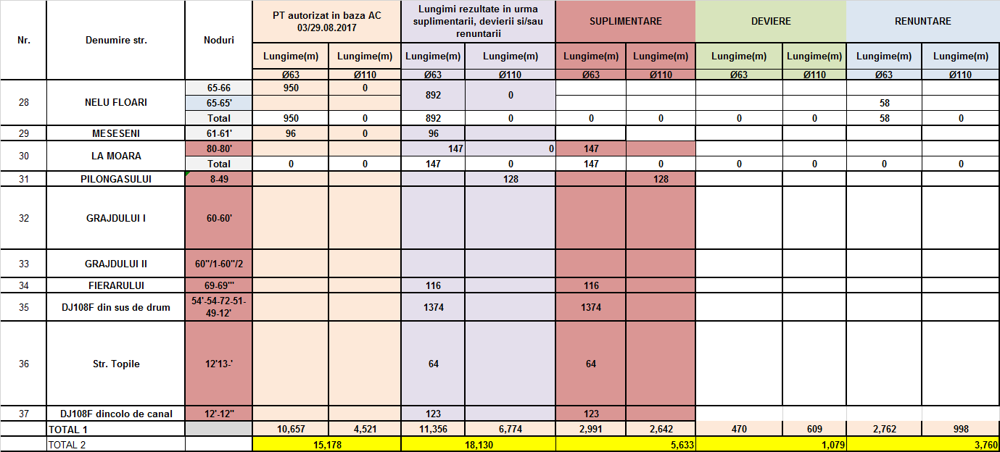 Nr. Denumire str. Noduri PT autorizat in baza AC 03/29.08.2017 Lungimi rezultate in urma suplimentarii, devierii si/sau renuntarii SUPLIMENTARE DEVIERE RENUNTARE
Lungime(m) Lungime(m) Lungime(m) Lungime(m) Lungime(m) Lungime(m) Lungime(m) Lungime(m) Lungime(m) Lungime(m)
Ø63 Ø110 Ø63 Ø110 Ø63 Ø110 Ø63 Ø110 Ø63 Ø110
28 NELU FLOARI 65-66 950 0 892 0
65-65' 58
Total 950 0 892 0 0 0 0 0 58 0
29 MESESENI 61-61' 96 0 96
30 LA MOARA 80-80' 147 0 147
Total 0 0 147 0 147 0 0 0 0 0
31 PILONGASULUI 8-49 128 128
32 GRAJDULUI I 60-60'
33 GRAJDULUI II 60"/1-60"/2
34 FIERARULUI 69-69"' 116 116
35 DJ108F din sus de drum 54'-54-72-51-49-12' 1374 1374
36 Str. Topile 12'13-' 64 64
37 DJ108F dincolo de canal 12'-12" 123 123
TOTAL 1 10,657 4,521 11,356 6,774 2,991 2,642 470 609 2,762 998
TOTAL 2 15,178 18,130 5,633 1,079 3,760